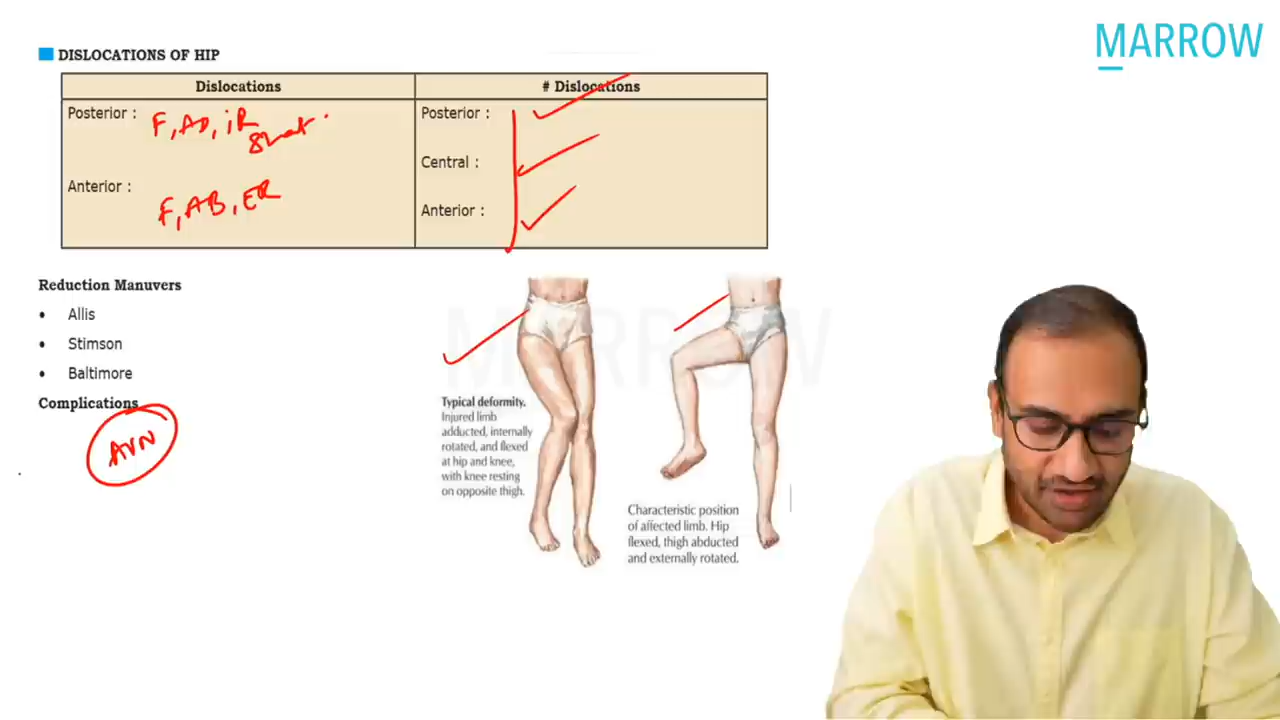 MARROW
DISLOCATIONS OF HIP
Dislocations
# Dislocations
Posterior :
F, AD, iR
Short
Anterior :
F, AB, ER
Posterior :
Central :
Anterior :
Reduction Manuvers
• Allis
• Stimson
• Baltimore
Complications
AVN
MARROW
Typical deformity.
Injured limb
adducted, internally
rotated, and flexed
at hip and knee,
with knee resting
on opposite thigh.
Characteristic position
of affected limb. Hip
flexed, thigh abducted
and externally rotated.